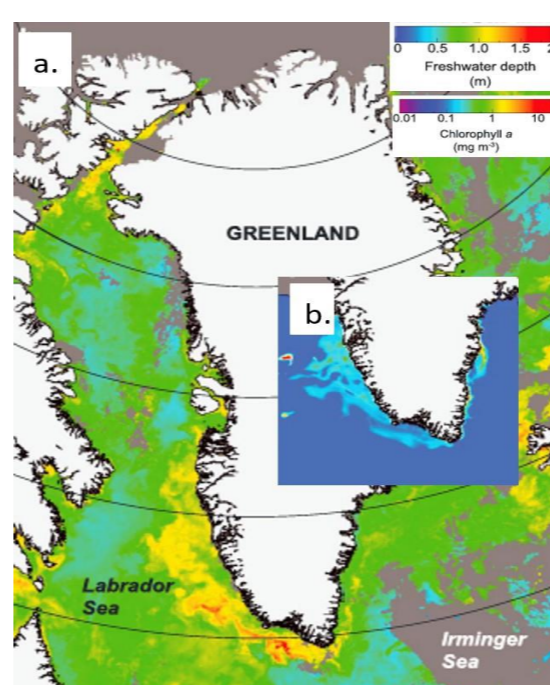 a.
0 0.5 1.0 1.5 2
Freshwater depth
(m)
0.01 0.1 1 10
Chlorophyll a
(mg m-3)
GREENLAND
b.
Labrador
Sea
Irminger
Sea